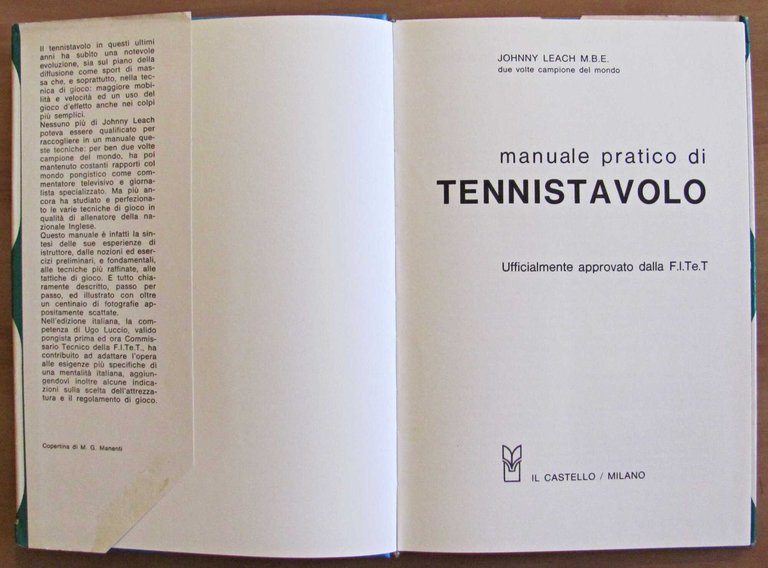 Il tennistavolo in questi ultimi
anni ha subito una notevole
evoluzione, sia sul piano della
diffusione come sport di mas-
sa che, e soprattutto, nella tec-
nica di gioco: maggiore mobi-
lità e velocità ed un uso del
gioco d'effetto anche nei colpi
più semplici.
Nessuno più di Johnny Leach
poteva essere qualificato per
raccogliere in un manuale que-
ste tecniche: per ben due volte
campione del mondo, ha poi
mantenuto costanti rapporti col
mondo pongistico come com-
mentatore televisivo e giorna-
lista specializzato. Ma più an-
cora ha studiato e perfeziona-
to le varie tecniche di gioco in
qualità di allenatore della na-
zionale Inglese.
Questo manuale è infatti la sin-
tesi delle sue esperienze di
istruttore, dalle nozioni ed eser-
cizi preliminari, e fondamentali,
alle tecniche più raffinate, alle
tattiche di gioco. E tutto chia-
ramente descritto, passo per
passo, ed illustrato con oltre
un centinaio di fotografie ap-
positamente scattate.
Nell'edizione italiana, la com-
petenza di Ugo Luccio, valido
pongista prima ed ora Commis-
sario Tecnico della F.I.Te.T., ha
contribuito ad adattare l'opera
alle esigenze più specifiche di
una mentalità italiana, aggiun-
gendovi inoltre alcune indica-
zioni sulla scelta dell'attrezza-
tura e il regolamento di gioco.
Copertina di M. G. Manenti
JOHNNY LEACH M.B.E.
due volte campione del mondo
manuale pratico di
TENNISTAVOLO
Ufficialmente approvato dalla F.I.Te.T
IL CASTELLO / MILANO